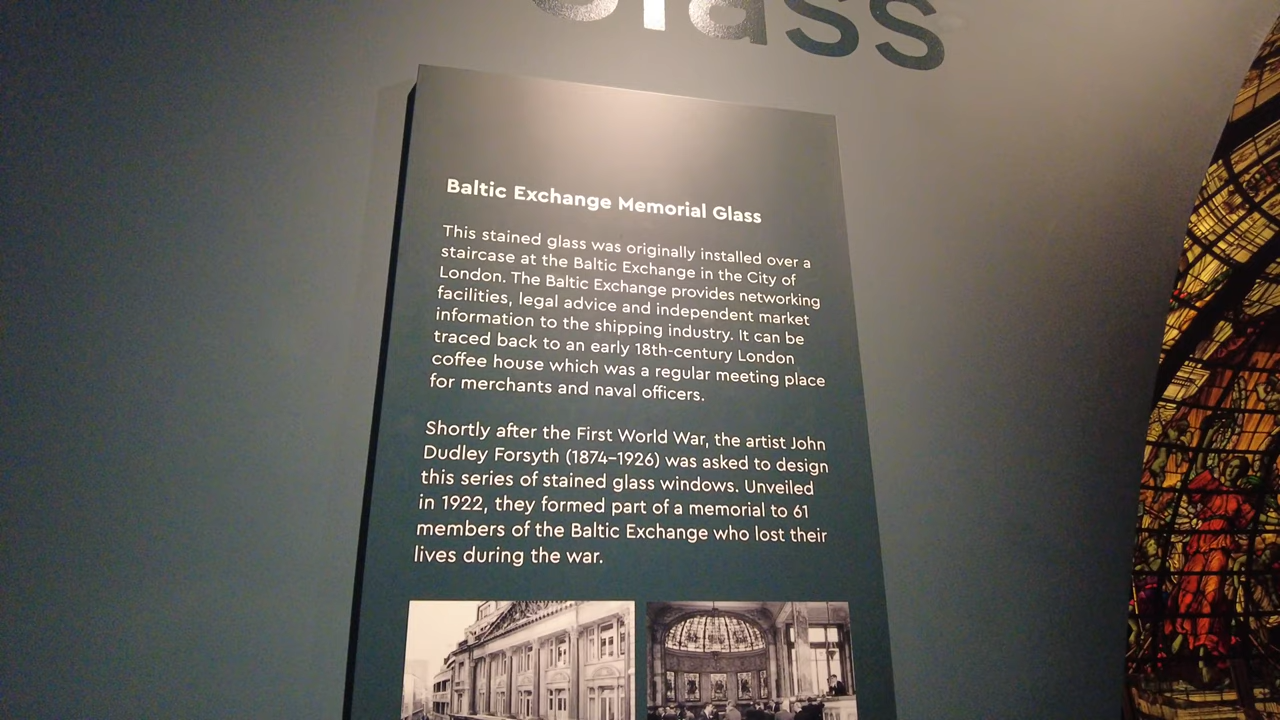 Glass
Baltic Exchange Memorial Glass
This stained glass was originally installed over a
staircase at the Baltic Exchange in the City of
London. The Baltic Exchange provides networking
facilities, legal advice and independent market
information to the shipping industry. It can be
traced back to an early 18th-century London
coffee house which was a regular meeting place
for merchants and naval officers.
Shortly after the First World War, the artist John
Dudley Forsyth (1874–1926) was asked to design
this series of stained glass windows. Unveiled
in 1922, they formed part of a memorial to 61
members of the Baltic Exchange who lost their
lives during the war.